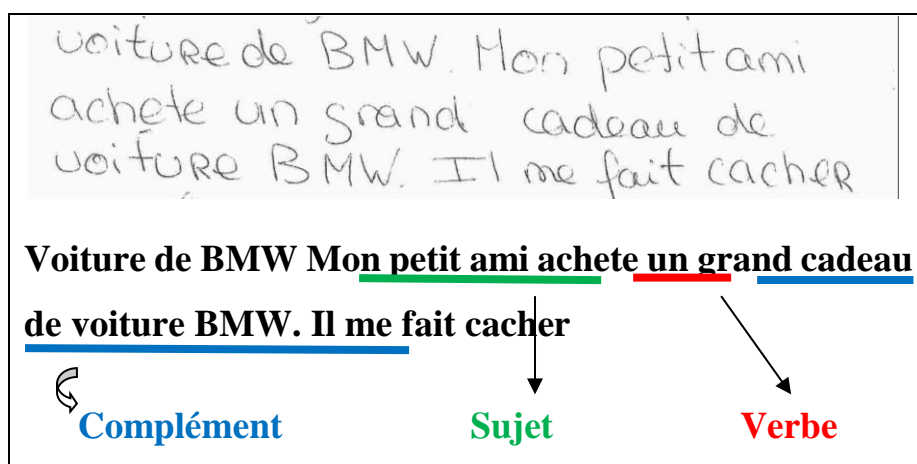 voiture de BMW. Mon petit ami
achete un grand cadeau de
voiture BMW. Il me fait cacher
Voiture de BMW Mon petit ami achete un grand cadeau
de voiture BMW. Il me fait cacher
Complément Sujet Verbe